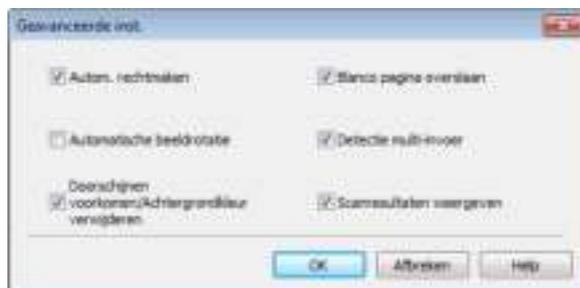 Geavanceerde inst.
Autom. rechtmaken
Blanco pagina overslaan
Automatische beeldrotatie
Detectie multi-invoer
Doorschijnen
voorkomen/Achtergrondkleur
verwijderen
Scanresultaten weergeven
OK
Afbreken
Help